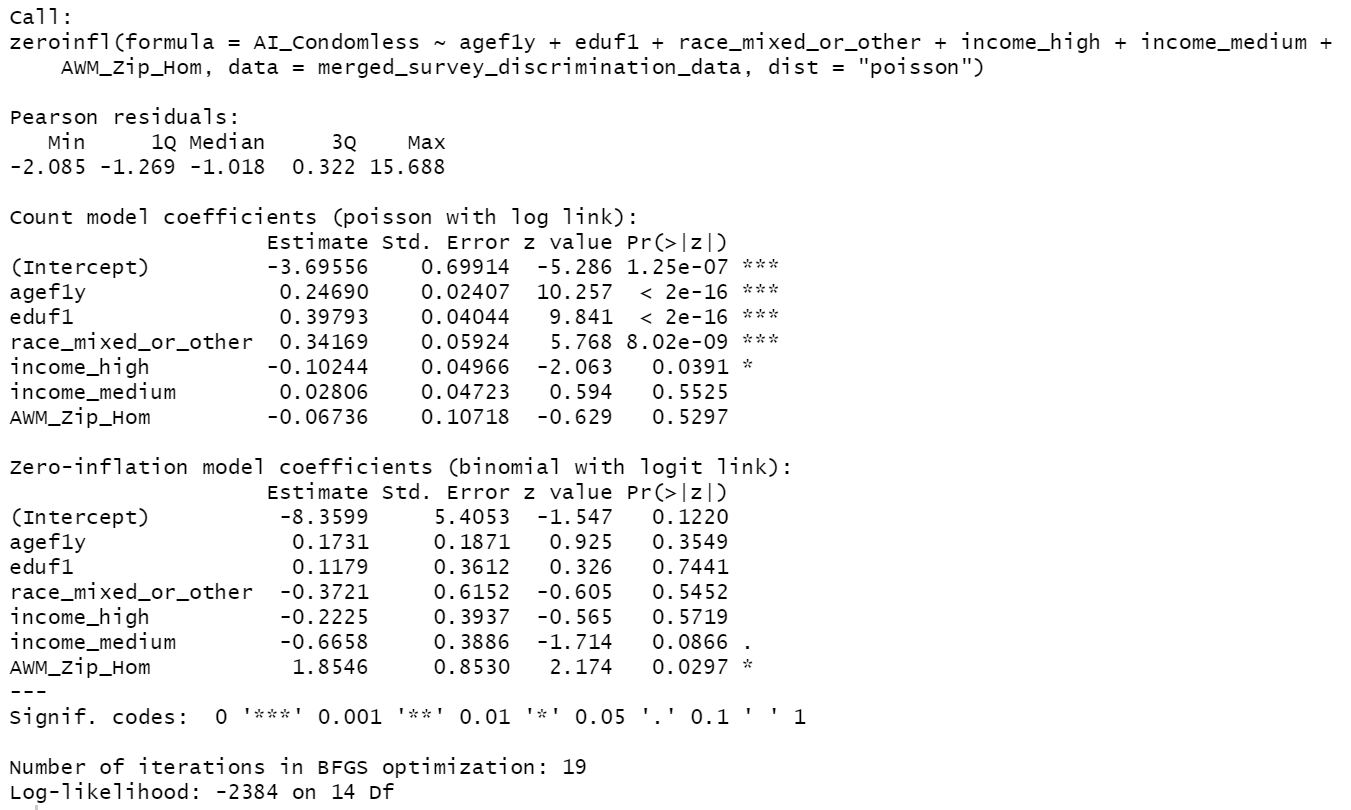 Call:
zeroinfl(formula = AI_Condomless ~ agef1y + eduf1 + race_mixed_or_other + income_high + income_medium +
    AWM_Zip_Hom, data = merged_survey_discrimination_data, dist = "poisson")

Pearson residuals:
   Min     1Q Median     3Q    Max
-2.085 -1.269 -1.018  0.322 15.688

Count model coefficients (poisson with log link):
                    Estimate Std. Error z value Pr(>|z|)
(Intercept)         -3.69556    0.69914  -5.286 1.25e-07 ***
agef1y               0.24690    0.02407  10.257  < 2e-16 ***
eduf1                0.39793    0.04044   9.841  < 2e-16 ***
race_mixed_or_other  0.34169    0.05924   5.768 8.02e-09 ***
income_high         -0.10244    0.04966  -2.063   0.0391 *
income_medium        0.02806    0.04723   0.594   0.5525
AWM_Zip_Hom         -0.06736    0.10718  -0.629   0.5297

Zero-inflation model coefficients (binomial with logit link):
                    Estimate Std. Error z value Pr(>|z|)
(Intercept)          -8.3599     5.4053  -1.547   0.1220
agef1y                0.1731     0.1871   0.925   0.3549
eduf1                 0.1179     0.3612   0.326   0.7441
race_mixed_or_other  -0.3721     0.6152  -0.605   0.5452
income_high          -0.2225     0.3937  -0.565   0.5719
income_medium        -0.6658     0.3886  -1.714   0.0866 .
AWM_Zip_Hom           1.8546     0.8530   2.174   0.0297 *
---
Signif. codes:  0 '***' 0.001 '**' 0.01 '*' 0.05 '.' 0.1 ' ' 1

Number of iterations in BFGS optimization: 19
Log-likelihood: -2384 on 14 Df